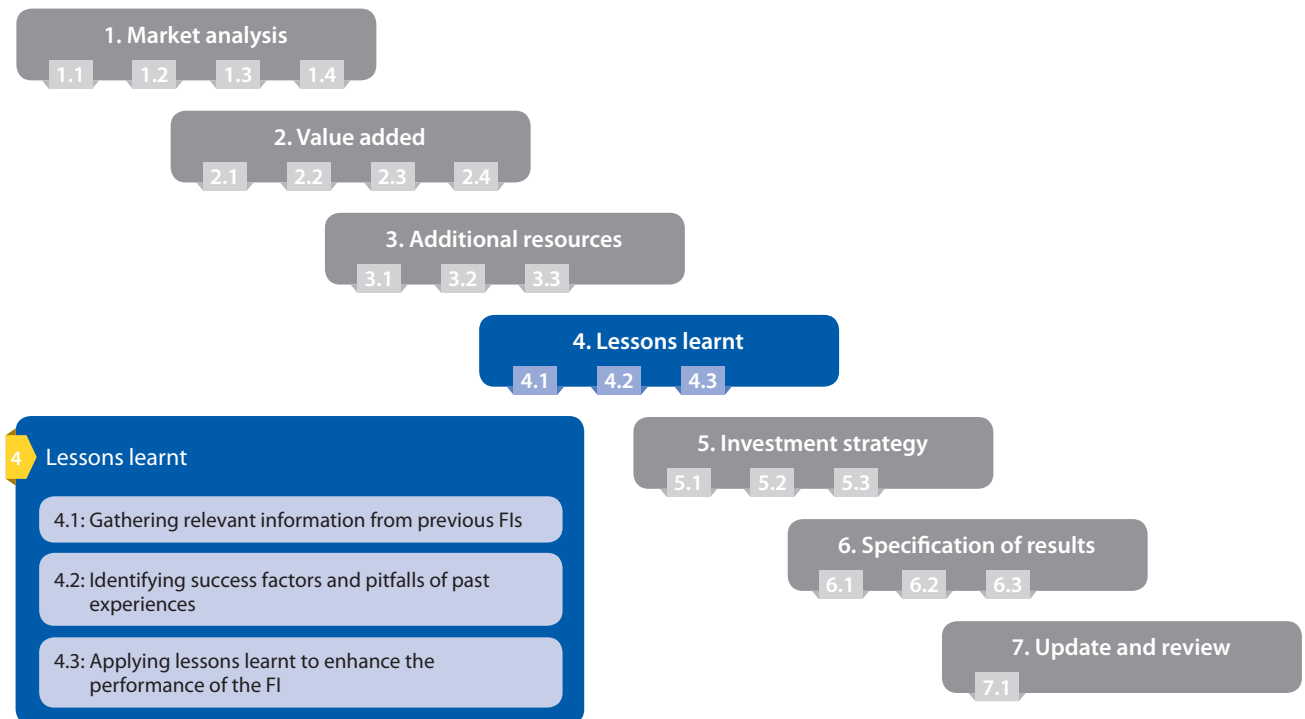 1. Market analysis
1.1 1.2 1.3 1.4
2. Value added
2.1 2.2 2.3 2.4
3. Additional resources
3.1 3.2 3.3
4. Lessons learnt
4.1 4.2 4.3
4 Lessons learnt
4.1: Gathering relevant information from previous FIs
4.2: Identifying success factors and pitfalls of past
experiences
4.3: Applying lessons learnt to enhance the
performance of the FI
5. Investment strategy
5.1 5.2 5.3
6. Specification of results
6.1 6.2 6.3
7. Update and review
7.1